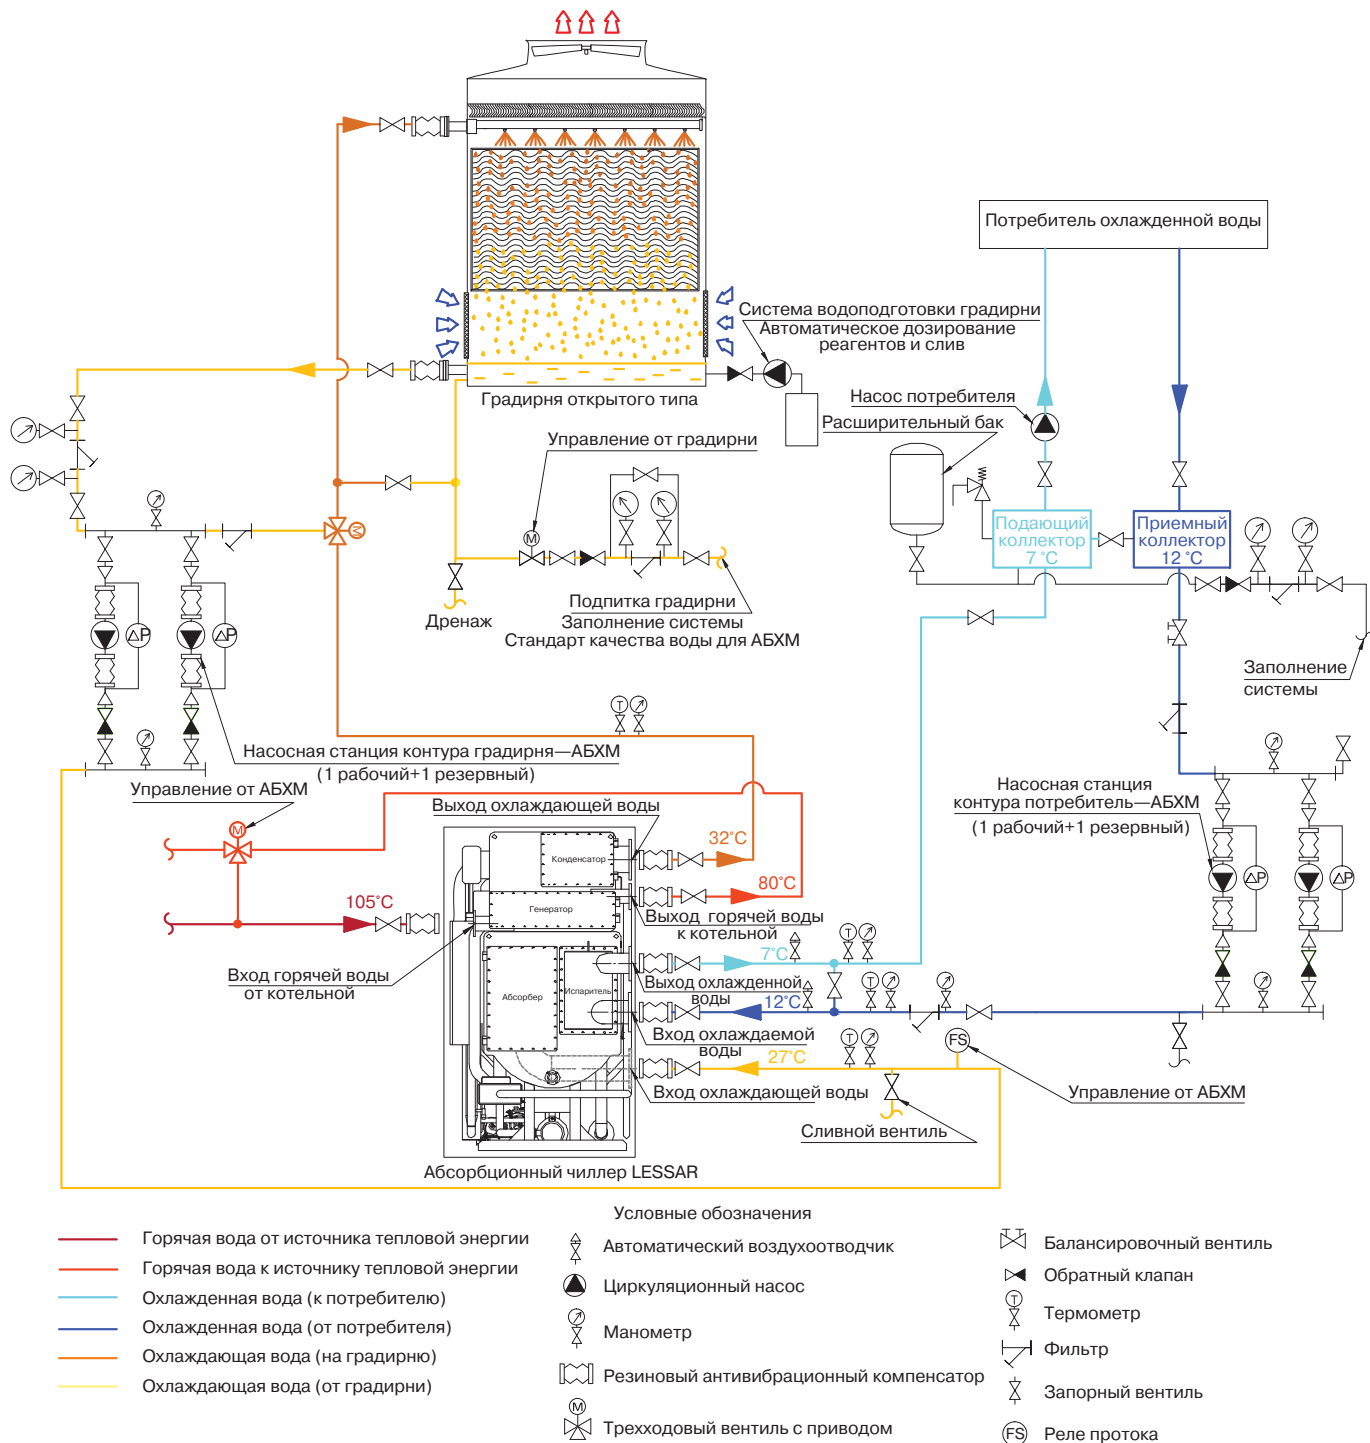 Потребитель охлажденной воды
Система водоподготовки градирни
Автоматическое дозирование
реагентов и слив
Градирня открытого типа
Насос потребителя
Расширительный бак
Управление от градирни
M
Подающий
коллектор
7 °C
Приемный
коллектор
12 °C
M
ΔP
ΔP
Подпитка градирни
Заполнение системы
Стандарт качества воды для АБХМ
Дренаж
Заполнение
системы
T
Насосная станция контура градирня—АБХМ
(1 рабочий+1 резервный)
Управление от АБХМ
M
Выход охлаждающей воды
Насосная станция
контура потребитель—АБХМ
(1 рабочий+1 резервный)
ΔP
ΔP
32°C
Конденсатор
80°C
105°C
Генератор
Выход горячей воды
к котельной
Вход горячей воды
от котельной
7°C
T
Выход охлажденной
воды
Абсорбер
Испаритель
12°C
T
Вход охлаждаемой
воды
27°C
T
FS
Вход охлаждающей воды
Управление от АБХМ
Сливной вентиль
Абсорбционный чиллер LESSAR
Условные обозначения
Горячая вода от источника тепловой энергии
Горячая вода к источнику тепловой энергии
Охлажденная вода (к потребителю)
Охлажденная вода (от потребителя)
Охлаждающая вода (на градирню)
Охлаждающая вода (от градирни)
Автоматический воздухоотводчик
Циркуляционный насос
Манометр
Резиновый антивибрационный компенсатор
M
Трехходовый вентиль с приводом
Балансировочный вентиль
Обратный клапан
T
Термометр
Фильтр
Запорный вентиль
FS
Реле протока